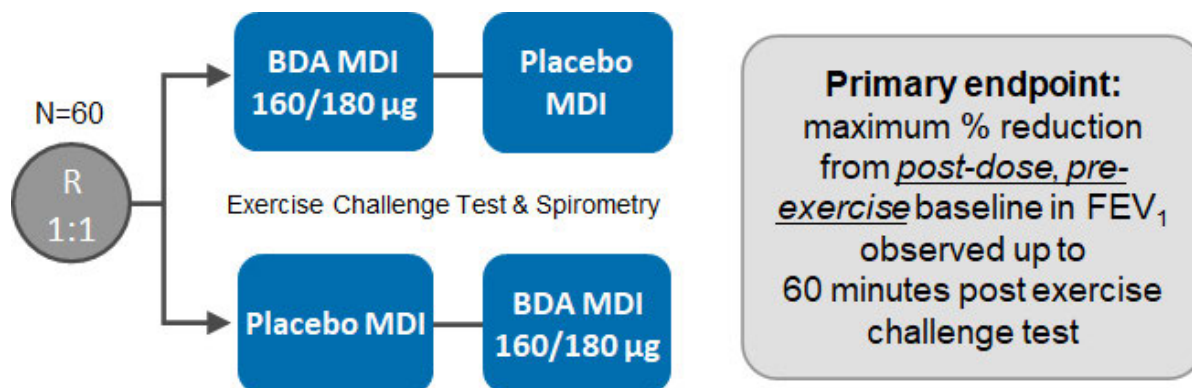 N=60
R
1:1
BDA MDI
160/180 µg
Placebo
MDI
Exercise Challenge Test & Spirometry
Placebo MDI
BDA MDI
160/180 µg
Primary endpoint:
maximum % reduction
from post-dose, pre-
exercise baseline in FEV₁
observed up to
60 minutes post exercise
challenge test